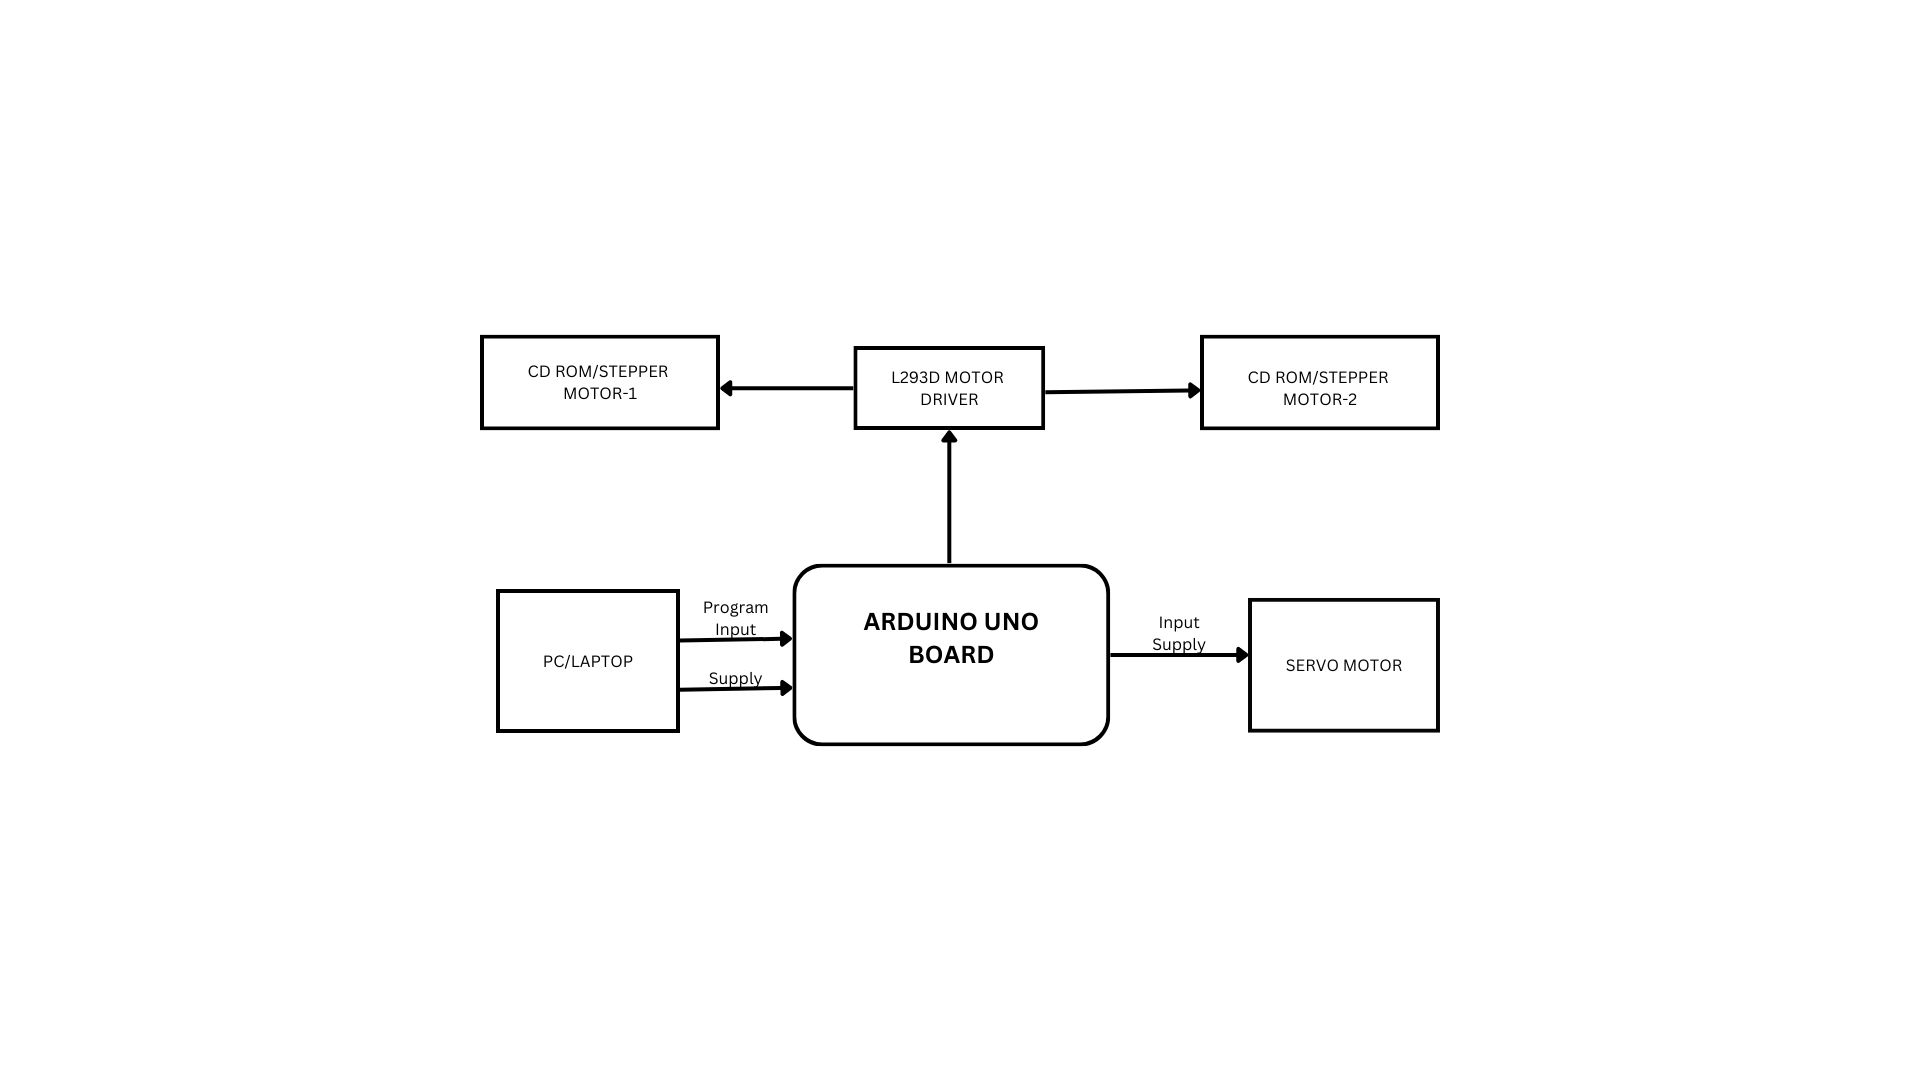 CD ROM/STEPPER
MOTOR-1
L293D MOTOR
DRIVER
CD ROM/STEPPER
MOTOR-2
PC/LAPTOP
Program
Input
Supply
ARDUINO UNO
BOARD
Input
Supply
SERVO MOTOR